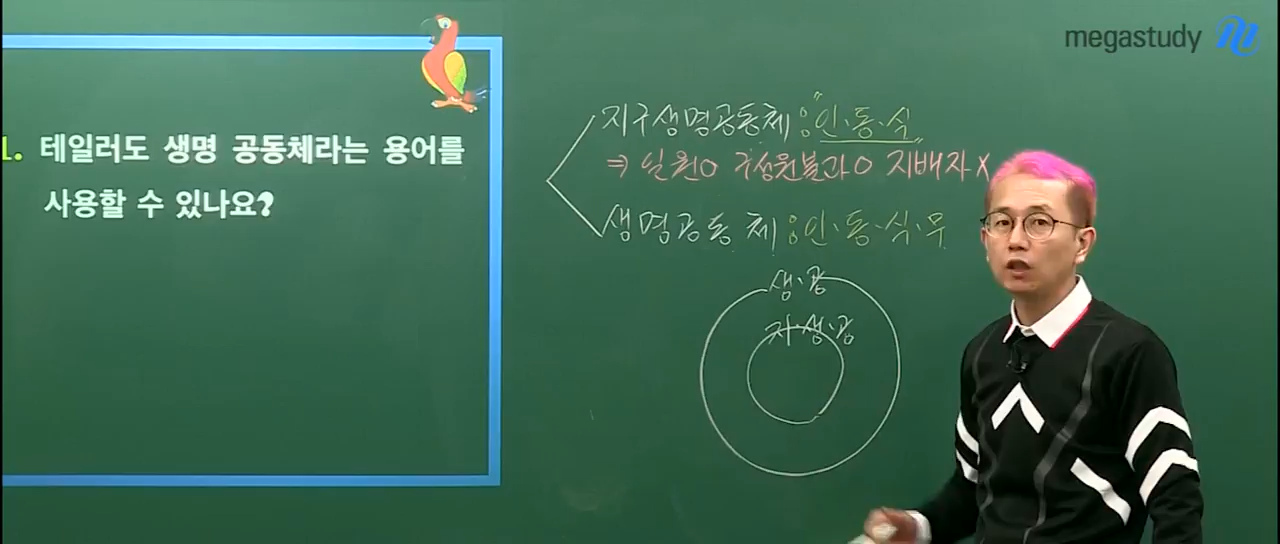 megastudy
1. 테일러도 생명 공동체라는 용어를
사용할 수 있나요?
지구생명공동체 : "인·동·식"
⇒ 일원O 구성원불과O 지배자X
생명공동체 : 인·동·식·무
생·공
지·생·공